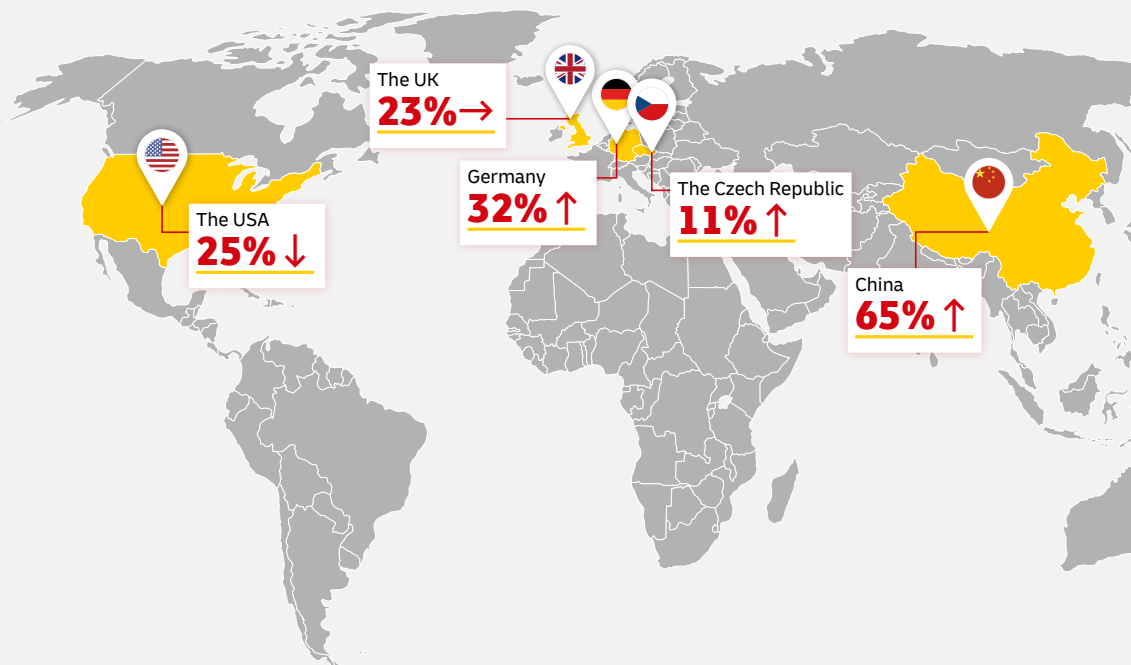 The UK
23%→
Germany
32%↑
The Czech Republic
11%↑
The USA
25%↓
China
65%↑